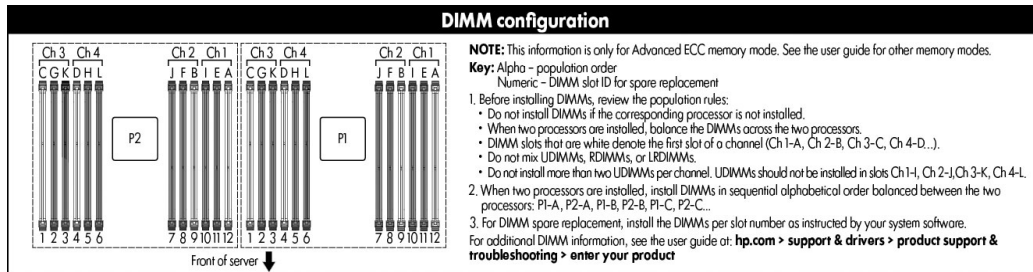 DIMM configuration
Ch 3 Ch 4 Ch 2 Ch 1 Ch 3 Ch 4 Ch 2 Ch 1
C G K D H L J F B I E A C G K D H L J F B I E A
P2 P1
1 2 3 4 5 6 7 8 9 10 11 12 1 2 3 4 5 6 7 8 9 10 11 12
Front of server
NOTE: This information is only for Advanced ECC memory mode. See the user guide for other memory modes.
Key: Alpha – population order
Numeric – DIMM slot ID for spare replacement
1. Before installing DIMMs, review the population rules:
• Do not install DIMMs if the corresponding processor is not installed.
• When two processors are installed, balance the DIMMs across the two processors.
• DIMM slots that are white denote the first slot of a channel (Ch 1-A, Ch 2-B, Ch 3-C, Ch 4-D...).
• Do not mix UDIMMs, RDIMMs, or LRDIMMs.
• Do not install more than two UDIMMs per channel. UDIMMs should not be installed in slots Ch 1-I, Ch 2-J,Ch 3-K, Ch 4-L.
2. When two processors are installed, install DIMMs in sequential alphabetical order balanced between the two
processors: P1-A, P2-A, P1-B, P2-B, P1-C, P2-C...
3. For DIMM spare replacement, install the DIMMs per slot number as instructed by your system software.
For additional DIMM information, see the user guide at: hp.com > support & drivers > product support &
troubleshooting > enter your product